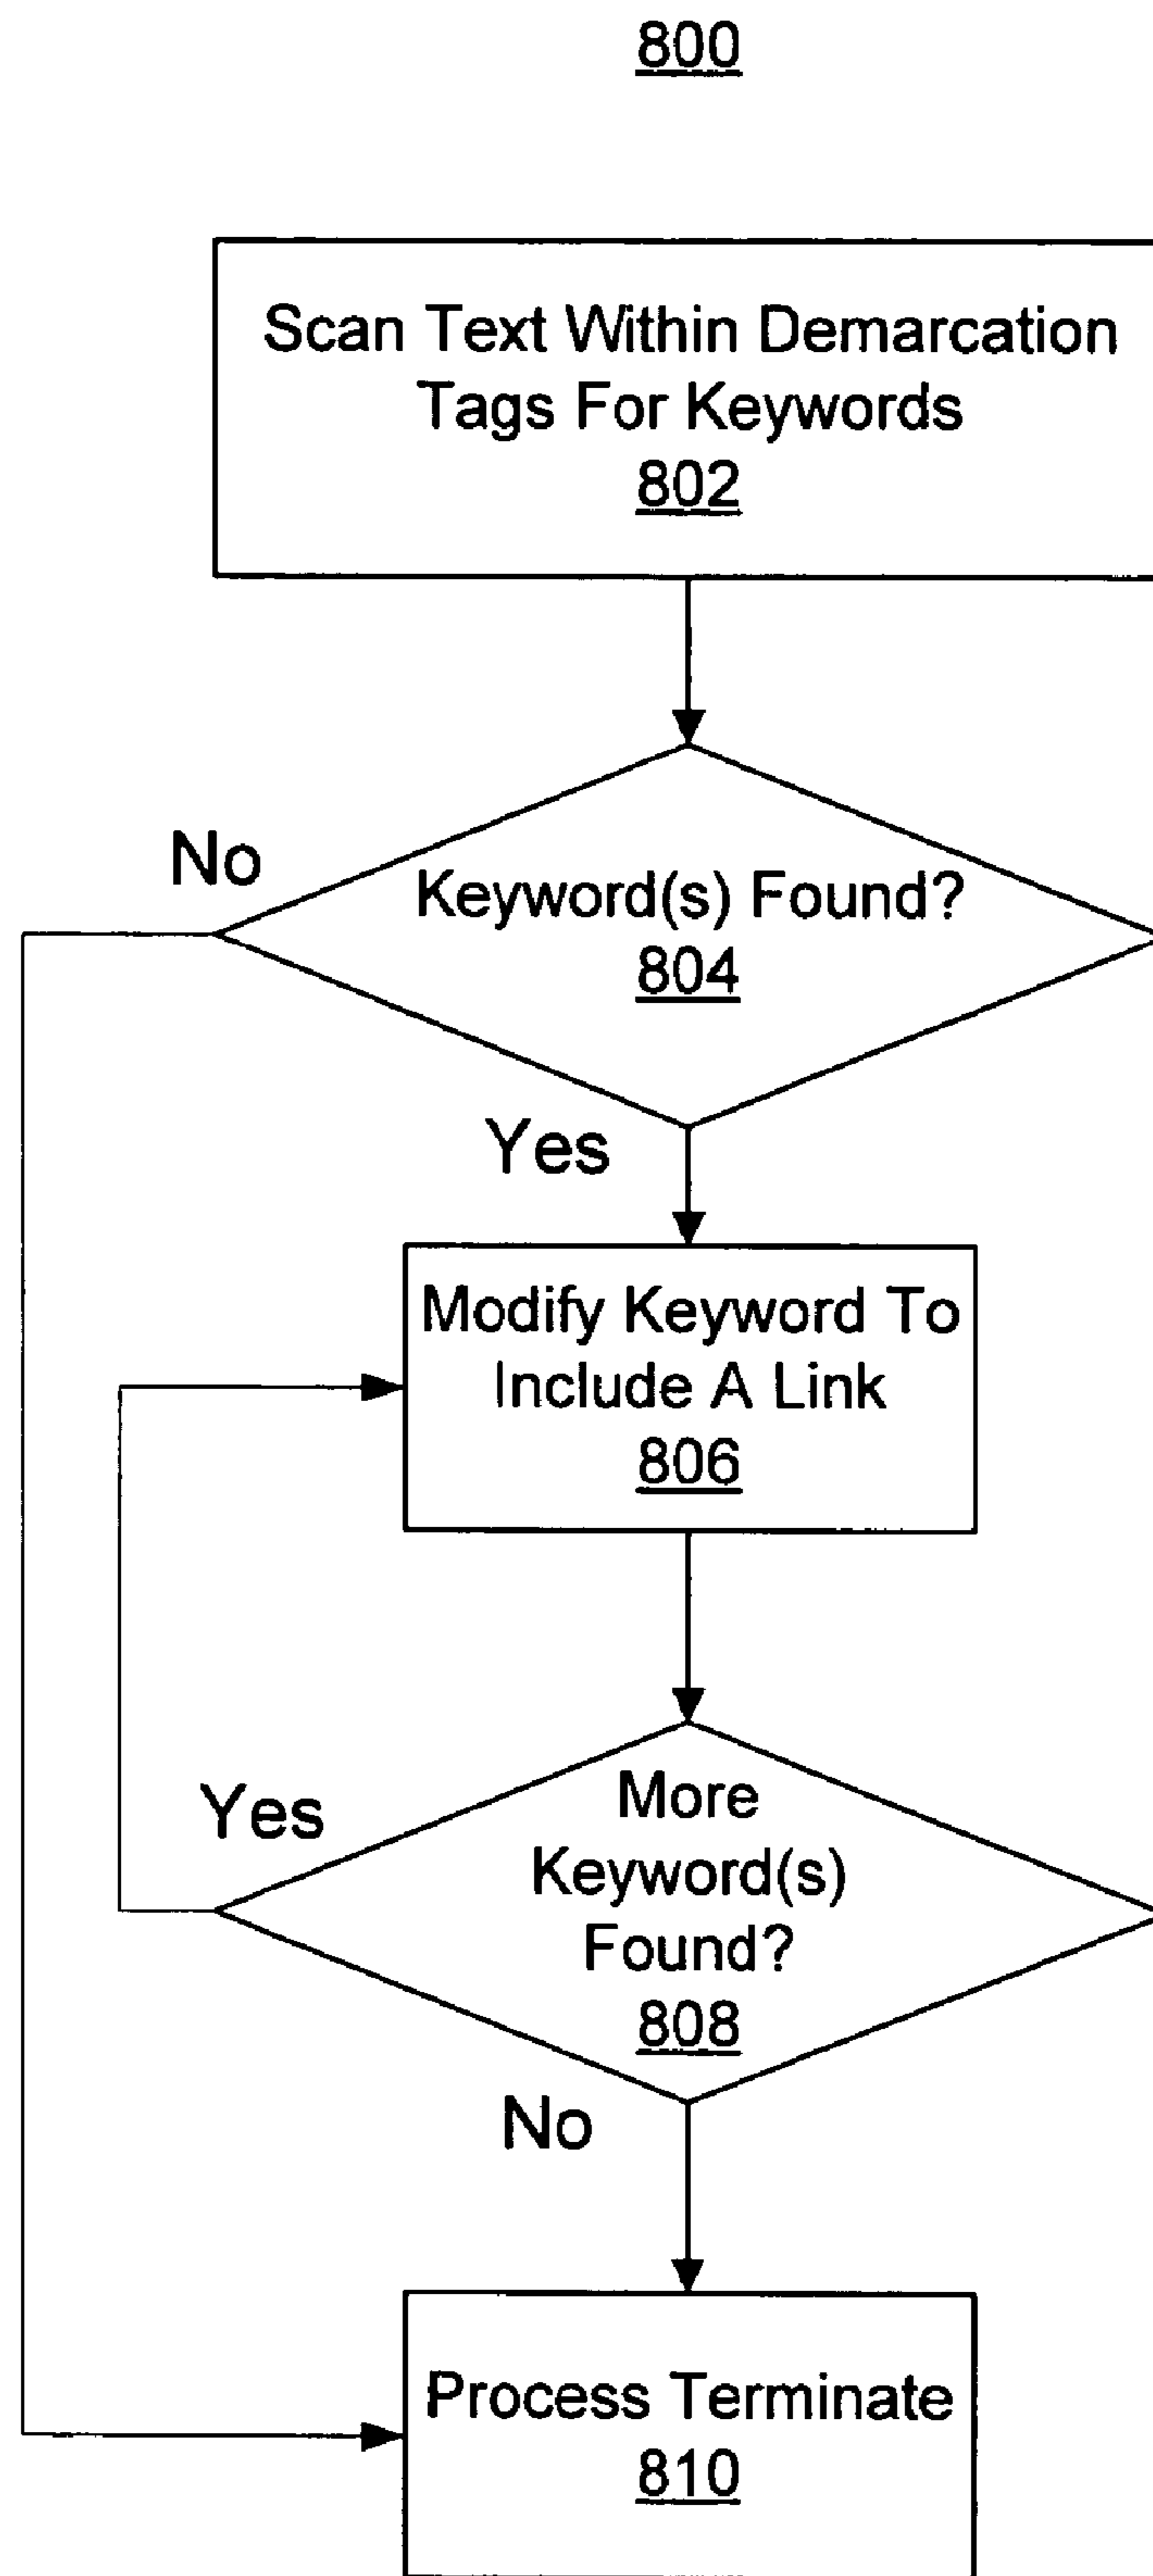 800
Scan Text Within Demarcation
Tags For Keywords
802
No
Keyword(s) Found?
804
Yes
Modify Keyword To
Include A Link
806
Yes
More
Keyword(s)
Found?
808
No
Process Terminate
810